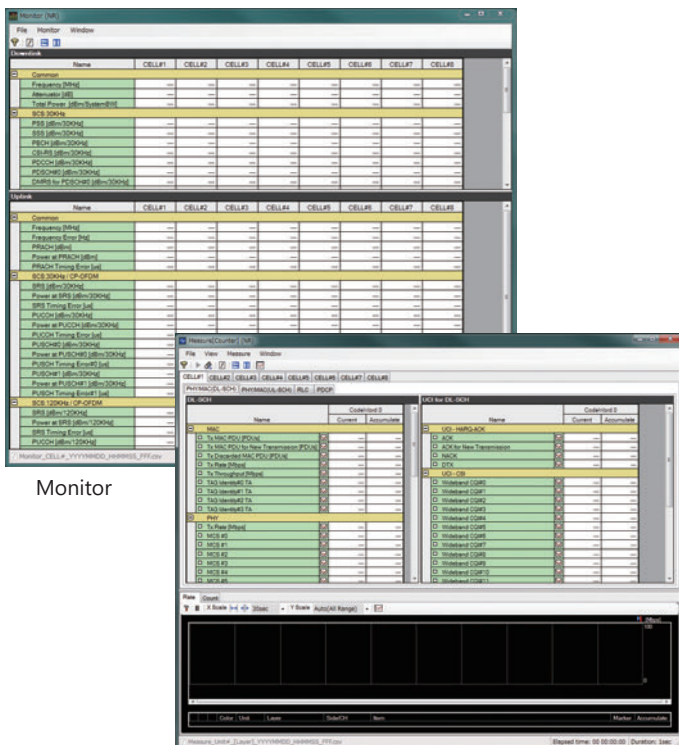 Monitor (NR)
File Monitor Window
Downlink
Name CELL#1 CELL#2 CELL#3 CELL#4 CELL#5 CELL#6 CELL#7 CELL#8
Common
Frequency [MHz]
Attenuator [dB]
Total Power [dBm/SystemBW]
SCS:30KHz
PSS [dBm/30KHz]
SSS [dBm/30KHz]
PBCH [dBm/30KHz]
CSI-RS [dBm/30KHz]
PDCCH [dBm/30KHz]
PDSCH#0 [dBm/30KHz]
DMRS for PDSCH#0 [dBm/30KHz]
Uplink
Name CELL#1 CELL#2 CELL#3 CELL#4 CELL#5 CELL#6 CELL#7 CELL#8
Common
Frequency [MHz]
Frequency Error [Hz]
PRACH [dBm]
Power at PRACH [dBm]
PRACH Timing Error [us]
SCS:30KHz / CP-OFDM
SRS [dBm/30KHz]
Power at SRS [dBm/30KHz]
SRS Timing Error [us]
PUCCH [dBm/30KHz]
Power at PUCCH [dBm/30KHz]
PUCCH Timing Error [us]
PUSCH#0 [dBm/30KHz]
Power at PUSCH#0 [dBm/30KHz]
PUSCH Timing Error#0 [us]
PUSCH#1 [dBm/30KHz]
Power at PUSCH#1 [dBm/30KHz]
PUSCH Timing Error#1 [us]
SCS:120KHz / CP-OFDM
SRS [dBm/120KHz]
Power at SRS [dBm/120KHz]
SRS Timing Error [us]
PUCCH [dBm/120KHz]
Monitor_CELL#_YYYYMMDD_HHMMSS_FFF.csv
Monitor
Measure[Counter] (NR)
File View Measure Window
CELL#1 CELL#2 CELL#3 CELL#4 CELL#5 CELL#6 CELL#7 CELL#8
PHY/MAC(DL-SCH) PHY/MAC(UL-SCH) RLC PDCP
DL-SCH
Name CodeWord 0
Current Accumulate
MAC
Tx MAC PDU [PDUs]
Tx MAC PDU for New Transmission [PDUs]
Tx Discarded MAC PDU [PDUs]
Tx Rate [Mbps]
Tx Throughput [Mbps]
TAG Identity#0 TA
TAG Identity#1 TA
TAG Identity#2 TA
TAG Identity#3 TA
PHY
Tx Rate [Mbps]
MCS #0
MCS #1
MCS #2
MCS #3
MCS #4
MCS #5
UCI for DL-SCH
Name CodeWord 0
Current Accumulate
UCI - HARQ-ACK
ACK
ACK for New Transmission
NACK
DTX
UCI - CSI
Wideband CQI#0
Wideband CQI#1
Wideband CQI#2
Wideband CQI#3
Wideband CQI#4
Wideband CQI#5
Wideband CQI#6
Wideband CQI#7
Wideband CQI#8
Wideband CQI#9
Wideband CQI#10
Wideband CQI#11
Rate Count
X Scale 30sec Y Scale Auto(All Range)
[Mbps]
100
0
Color Unit Layer Side/CH Item Marker Accumulate
Measure_Unit#_[Layer]_YYYYMMDD_HHMMSS_FFF.csv
Elapsed time: 00 00:00:00 Duration: 1sec